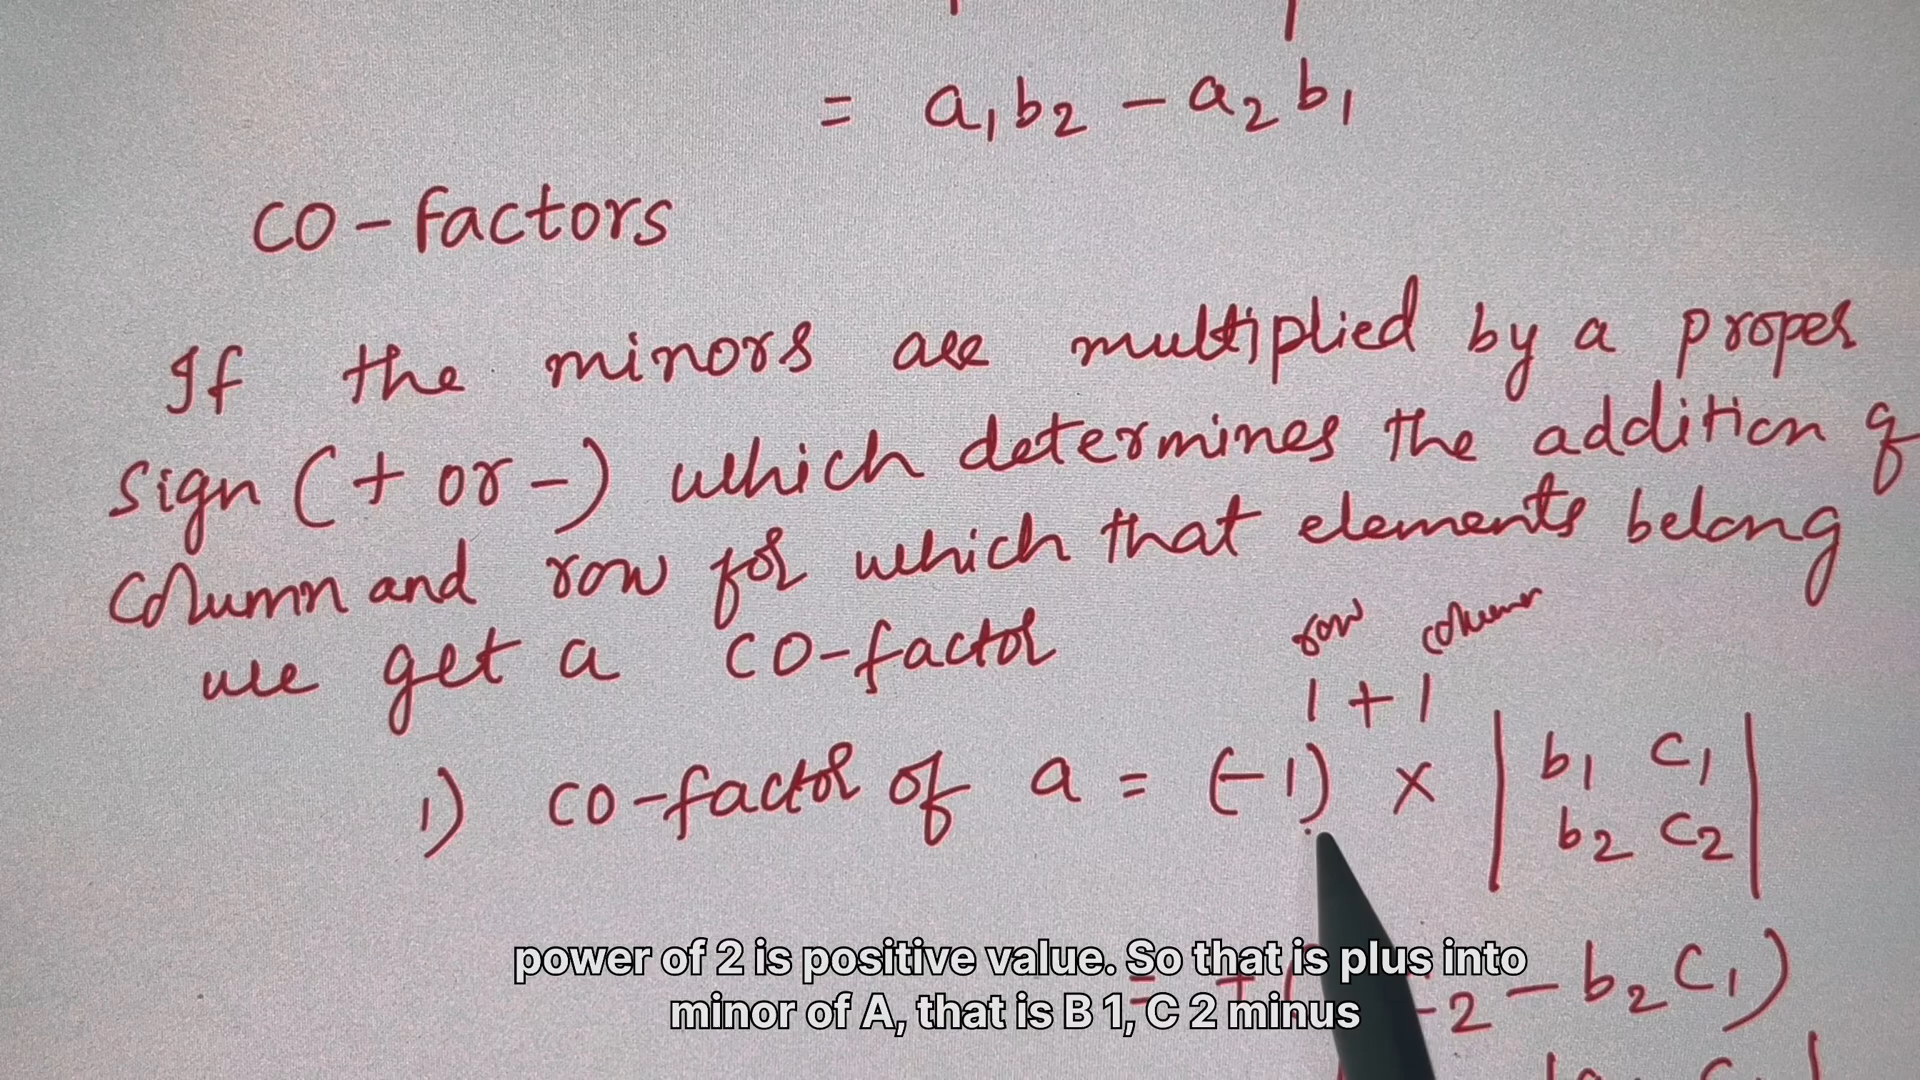 = a₁b₂ - a₂b₁
CO-factors
If the minors are multiplied by a proper
sign (+ or -) which determines the addition of
column and row for which that elements belong
we get a co-factor
row column
1 + 1
1) co-factor of a = (-1) × | b₁ c₁ |
b₂ c₂
- b₂ c₁)
power of 2 is positive value. So that is plus into
minor of A, that is B 1, C 2 minus